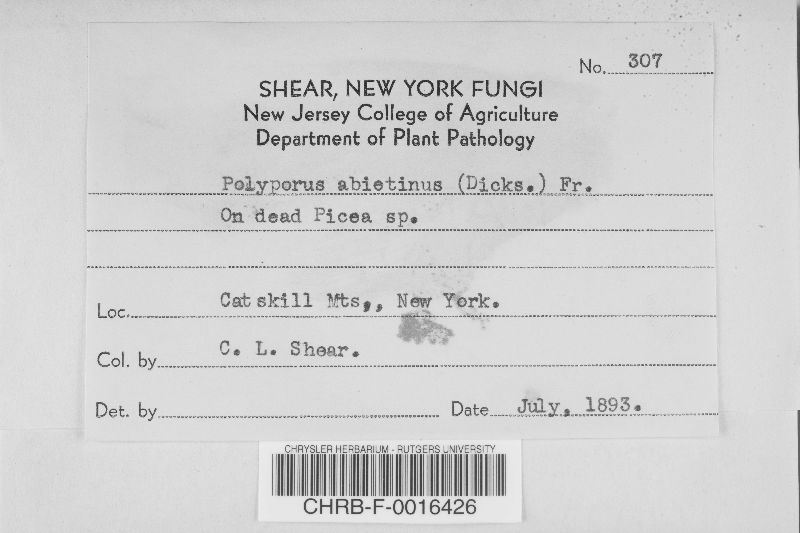 No. 307
SHEAR, NEW YORK FUNGI
New Jersey College of Agriculture
Department of Plant Pathology
Polyporus abietinus (Dicks.) Fr.
On dead Picea sp.
Loc. Catskill Mts,, New York.
Col. by C. L. Shear.
Det. by Date July, 1893.
CHRYSLER HERBARIUM - RUTGERS UNIVERSITY
CHRB-F-0016426